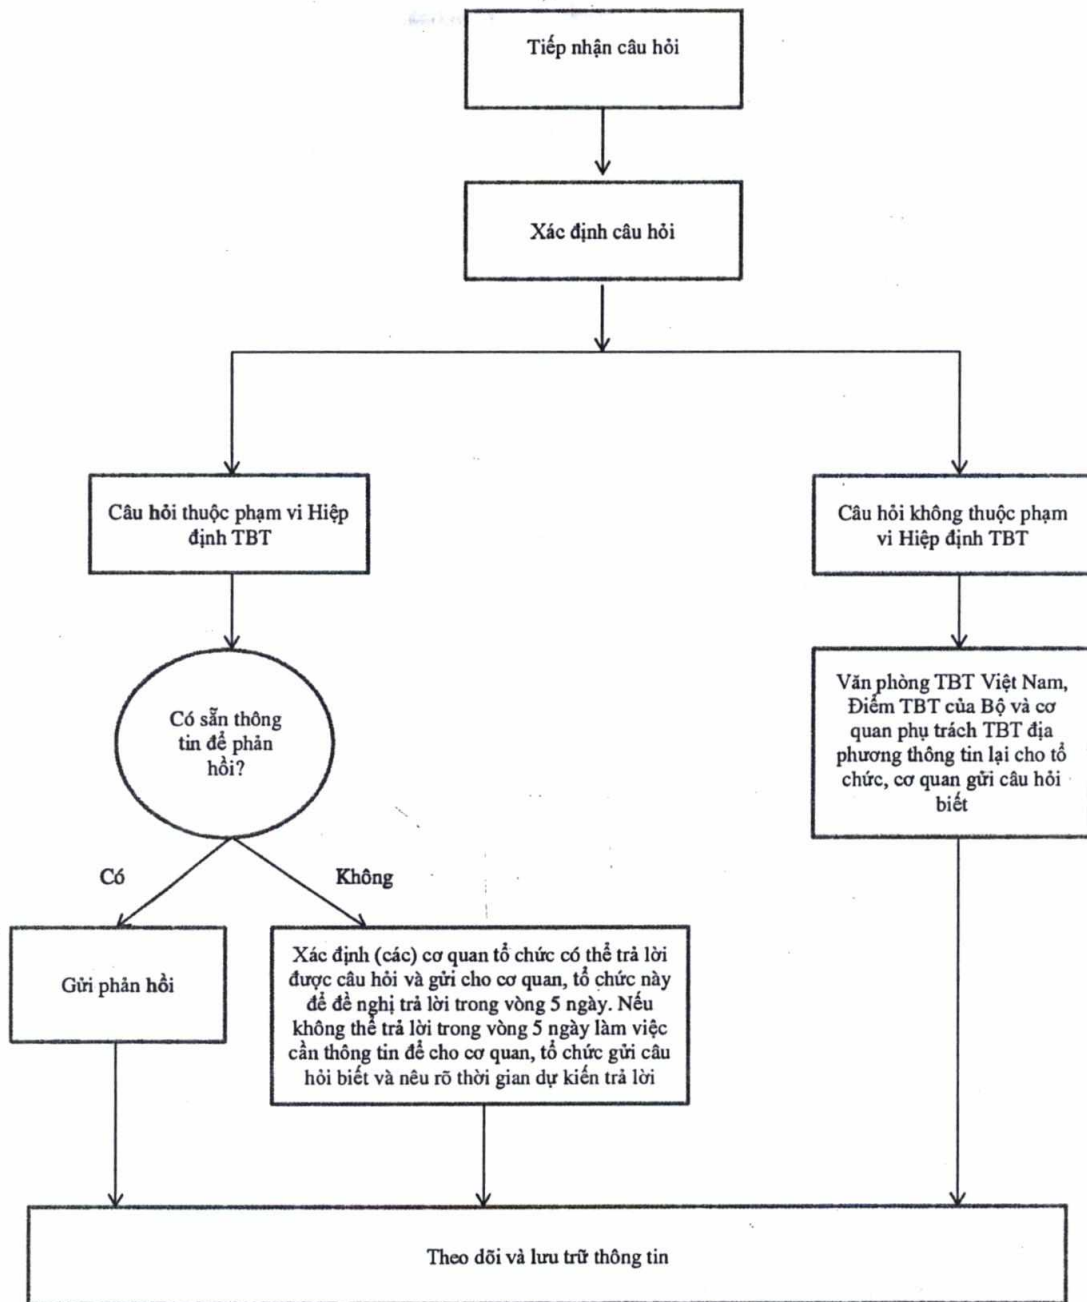 Tiếp nhận câu hỏi
Xác định câu hỏi
Câu hỏi thuộc phạm vi Hiệp
định TBT
Câu hỏi không thuộc phạm
vi Hiệp định TBT
Có sẵn thông
tin để phản
hồi?
Văn phòng TBT Việt Nam,
Điểm TBT của Bộ và cơ
quan phụ trách TBT địa
phương thông tin lại cho tổ
chức, cơ quan gửi câu hỏi
biết
Có
Không
Gửi phản hồi
Xác định (các) cơ quan tổ chức có thể trả lời
được câu hỏi và gửi cho cơ quan, tổ chức này
để đề nghị trả lời trong vòng 5 ngày. Nếu
không thể trả lời trong vòng 5 ngày làm việc
cần thông tin để cho cơ quan, tổ chức gửi câu
hỏi biết và nêu rõ thời gian dự kiến trả lời
Theo dõi và lưu trữ thông tin